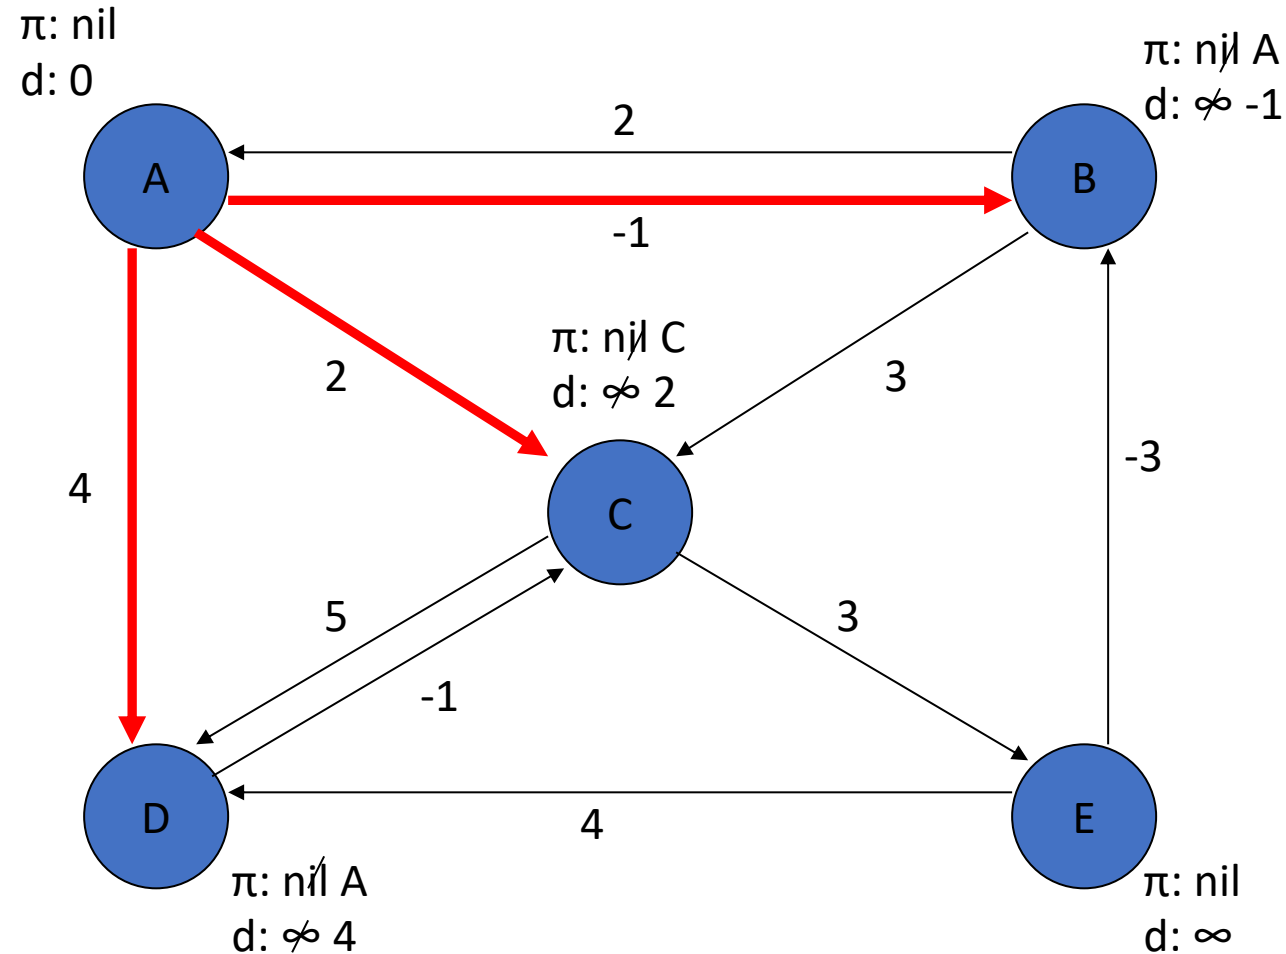 π: nil
d: 0
π: nil A
d: ∞ -1
2
A
B
-1
π: nil C
d: ∞ 2
2
3
4
-3
C
5
3
-1
D
E
4
π: nil A
d: ∞ 4
π: nil
d: ∞